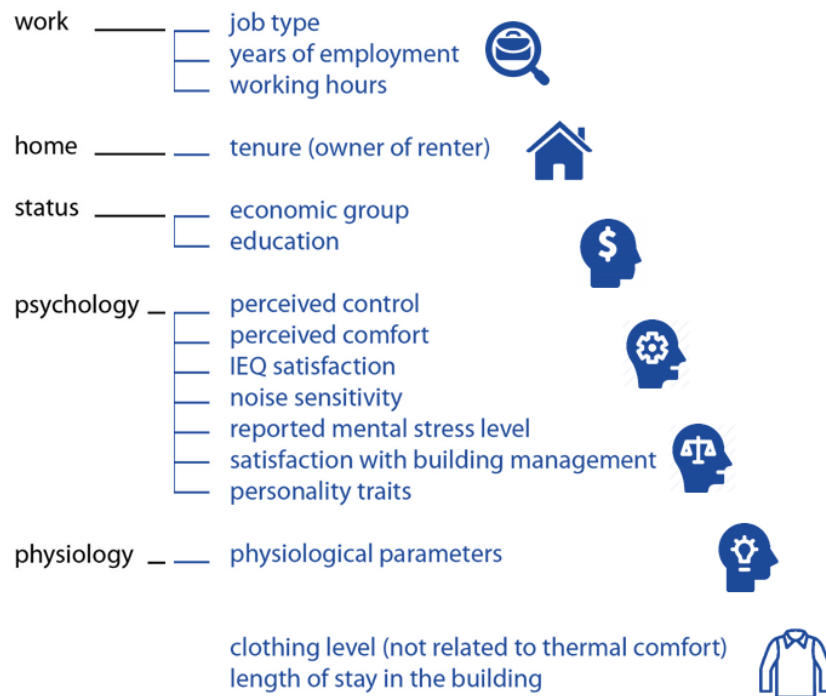 work job type
years of employment
working hours
home tenure (owner of renter)
status economic group
education
psychology perceived control
perceived comfort
IEQ satisfaction
noise sensitivity
reported mental stress level
satisfaction with building management
personality traits
physiology physiological parameters
clothing level (not related to thermal comfort)
length of stay in the building